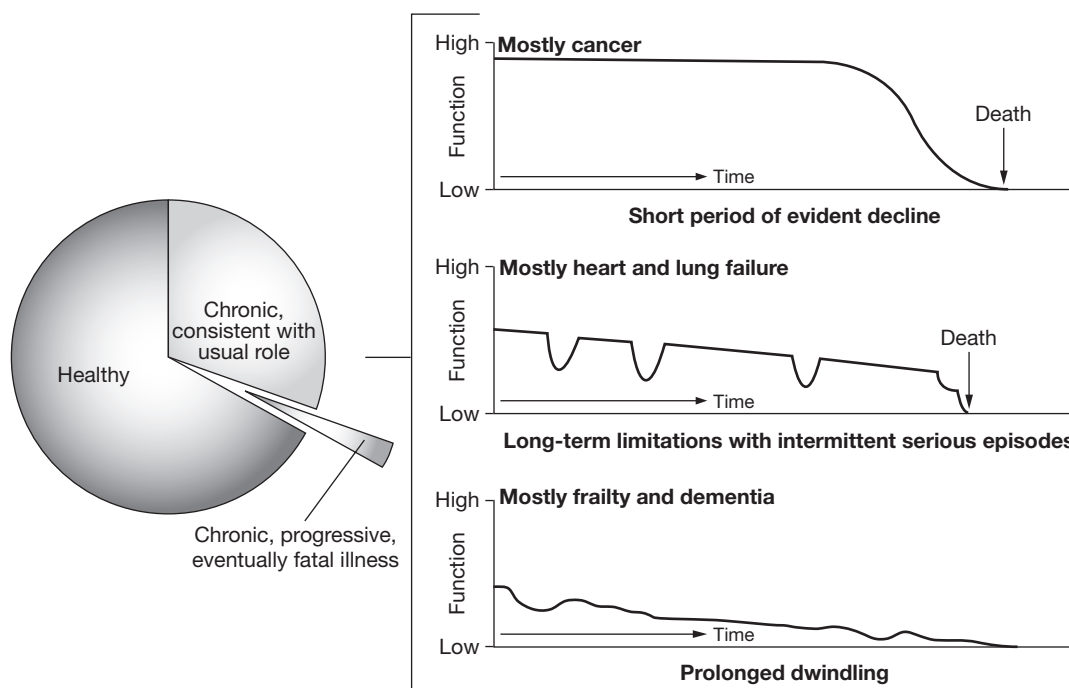 Healthy
Chronic,
consistent with
usual role
Chronic, progressive,
eventually fatal illness
High
Mostly cancer
Function
Death
Time
Low
Short period of evident decline
High
Mostly heart and lung failure
Function
Death
Time
Low
Long-term limitations with intermittent serious episodes
High
Mostly frailty and dementia
Function
Time
Low
Prolonged dwindling